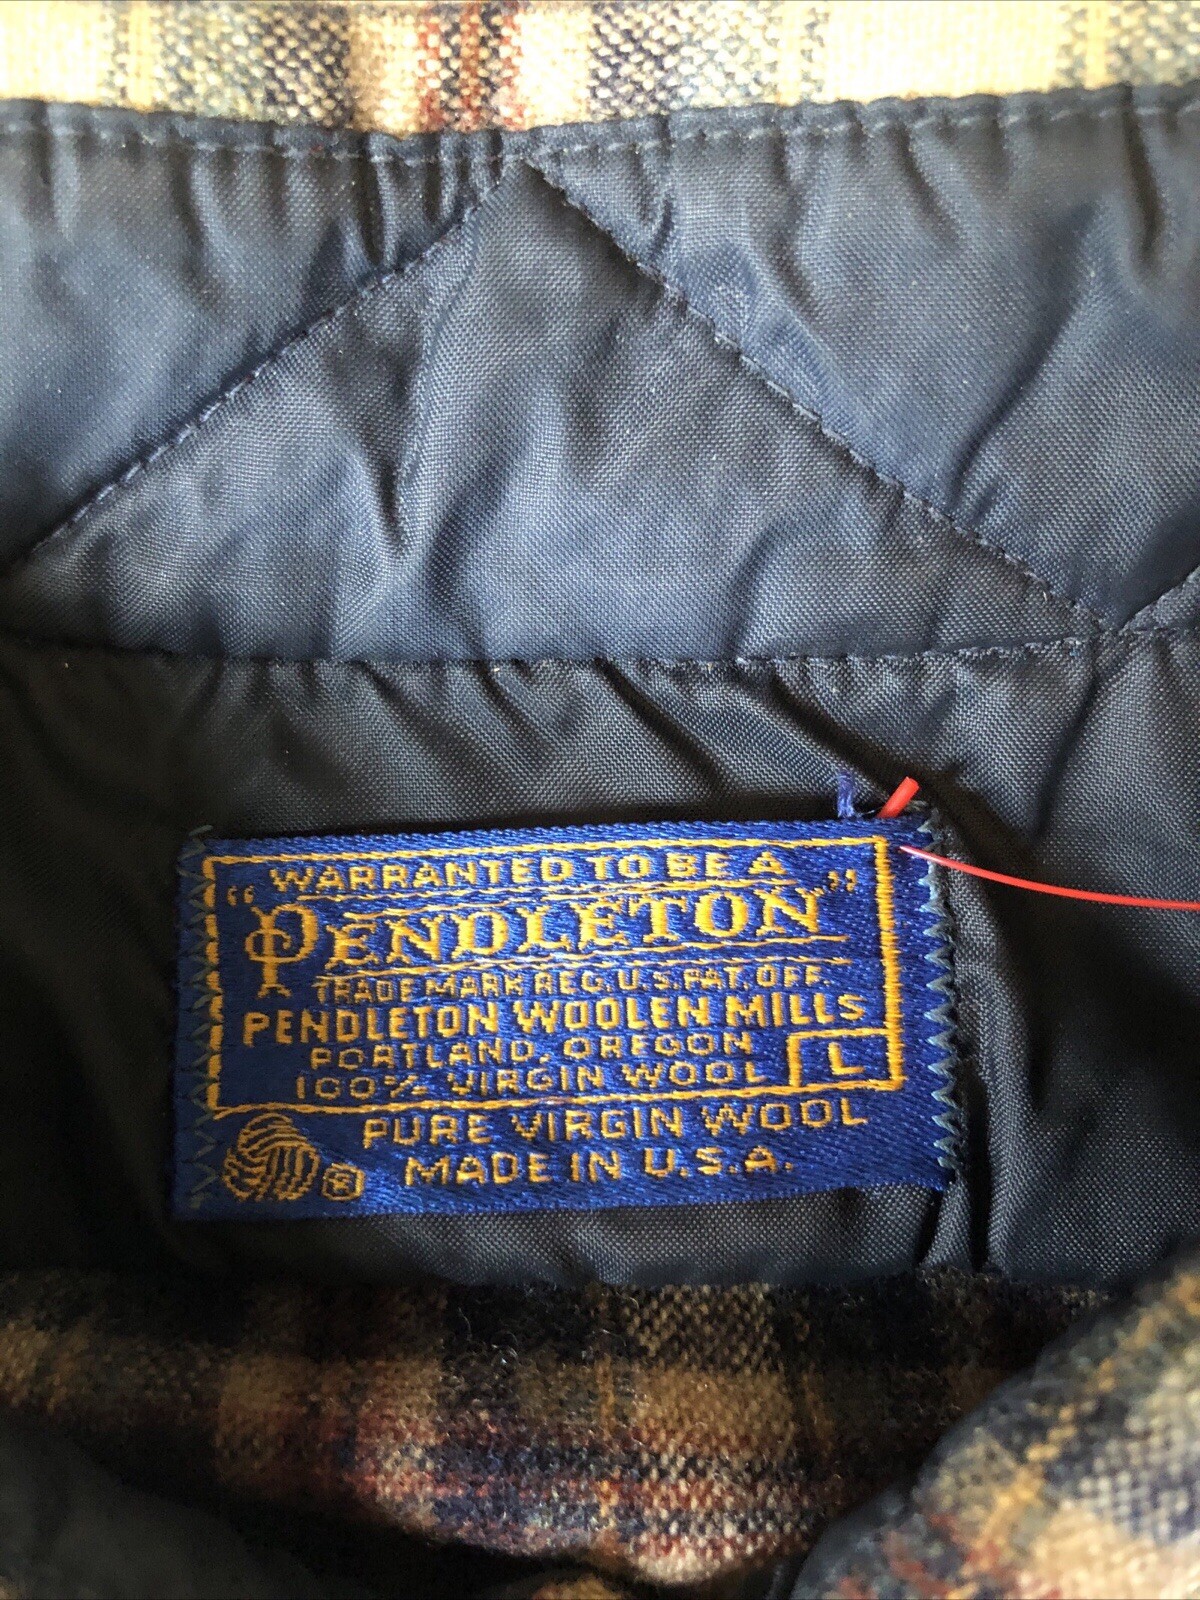 WARRANTED TO BE A
"PENDLETON"
TRADE MARK REG. U.S. PAT. OFF.
PENDLETON WOOLEN MILLS
PORTLAND, OREGON
100% VIRGIN WOOL
L
PURE VIRGIN WOOL
MADE IN U.S.A.
®